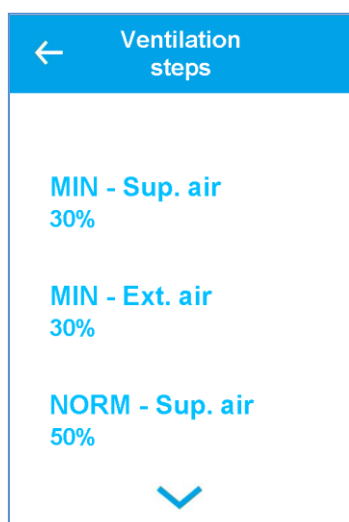 Ventilation
steps
MIN - Sup. air
30%
MIN - Ext. air
30%
NORM - Sup. air
50%